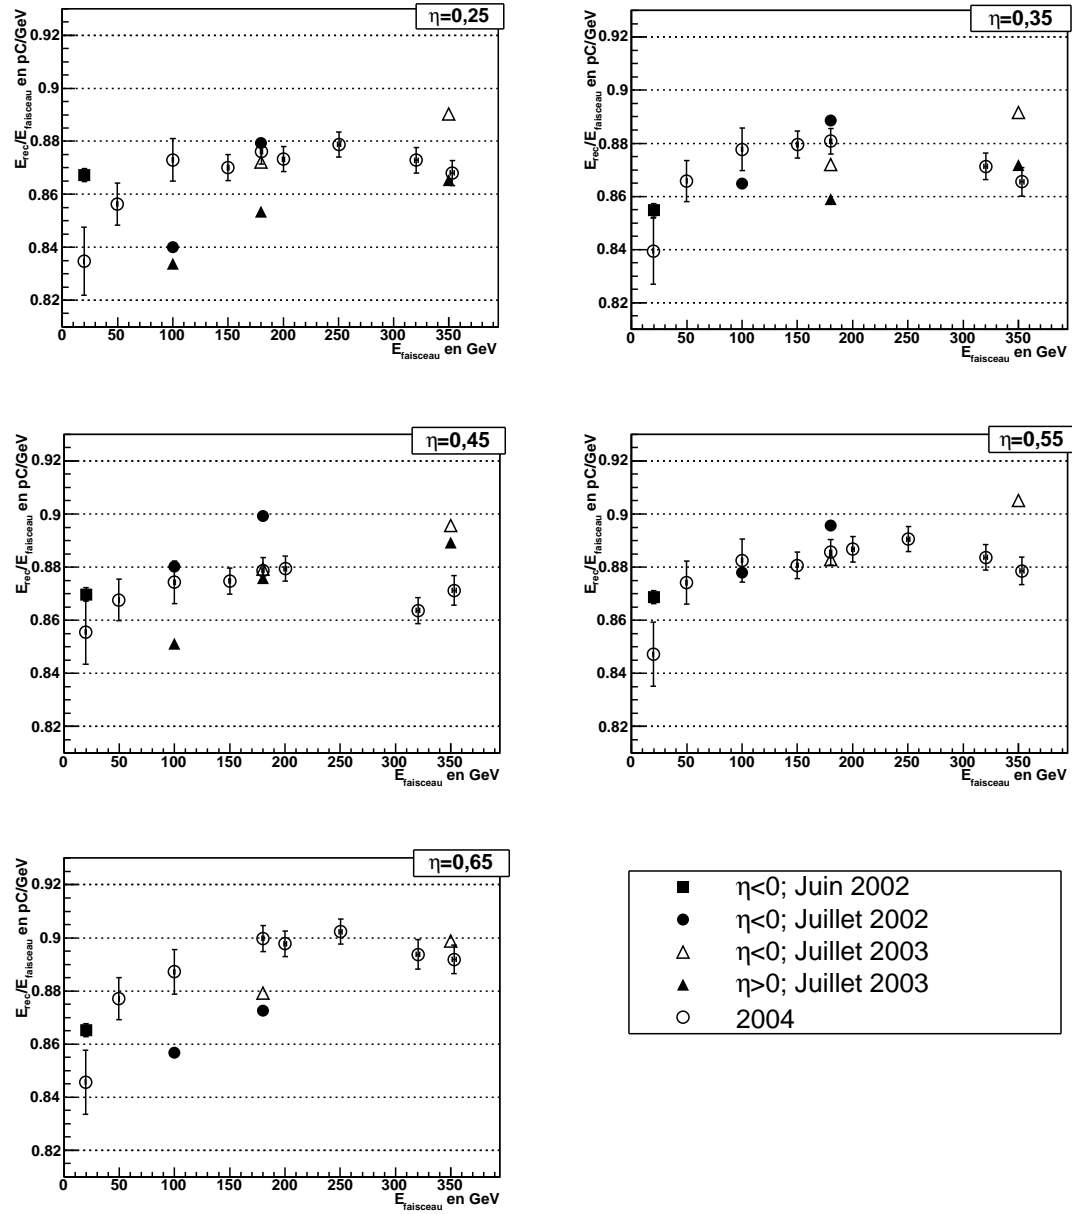 η=0,25
E_rec/E_faisceau en pC/GeV
0.92
0.9
0.88
0.86
0.84
0.82
0 50 100 150 200 250 300 350
E_faisceau en GeV
η=0,35
E_rec/E_faisceau en pC/GeV
0.92
0.9
0.88
0.86
0.84
0.82
0 50 100 150 200 250 300 350
E_faisceau en GeV
η=0,45
E_rec/E_faisceau en pC/GeV
0.92
0.9
0.88
0.86
0.84
0.82
0 50 100 150 200 250 300 350
E_faisceau en GeV
η=0,55
E_rec/E_faisceau en pC/GeV
0.92
0.9
0.88
0.86
0.84
0.82
0 50 100 150 200 250 300 350
E_faisceau en GeV
η=0,65
E_rec/E_faisceau en pC/GeV
0.92
0.9
0.88
0.86
0.84
0.82
0 50 100 150 200 250 300 350
E_faisceau en GeV
η<0; Juin 2002
η<0; Juillet 2002
η<0; Juillet 2003
η>0; Juillet 2003
2004